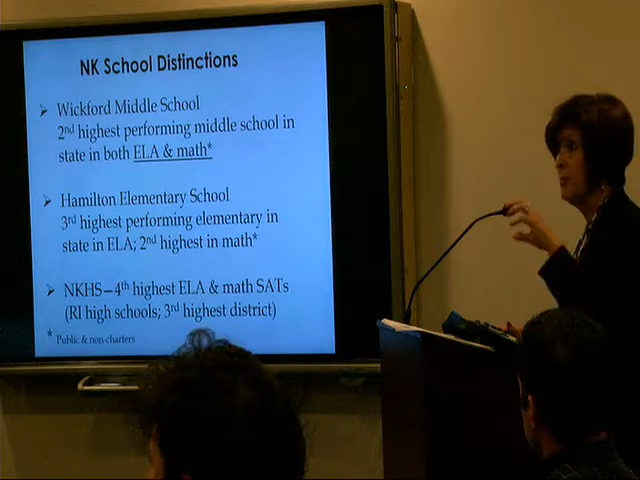 NK School Distinctions
➢ Wickford Middle School
2nd highest performing middle school in
state in both ELA & math*
➢ Hamilton Elementary School
3rd highest performing elementary in
state in ELA; 2nd highest in math*
➢ NKHS–4th highest ELA & math SATs
(RI high schools; 3rd highest district)
* Public & non-charters